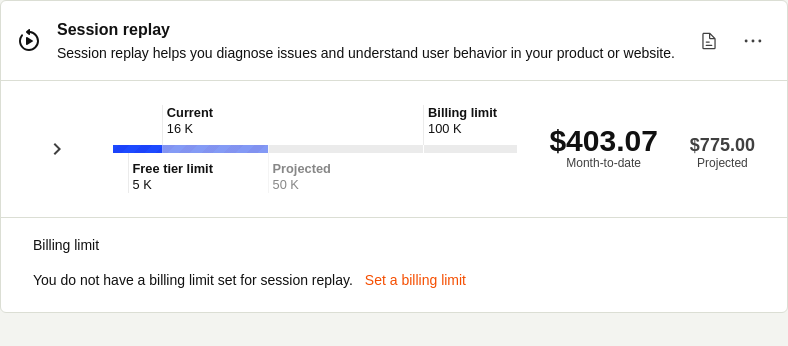 Session replay
Session replay helps you diagnose issues and understand user behavior in your product or website.
Current
16 K
Billing limit
100 K
Free tier limit
5 K
Projected
50 K
$403.07
Month-to-date
$775.00
Projected
Billing limit
You do not have a billing limit set for session replay. Set a billing limit